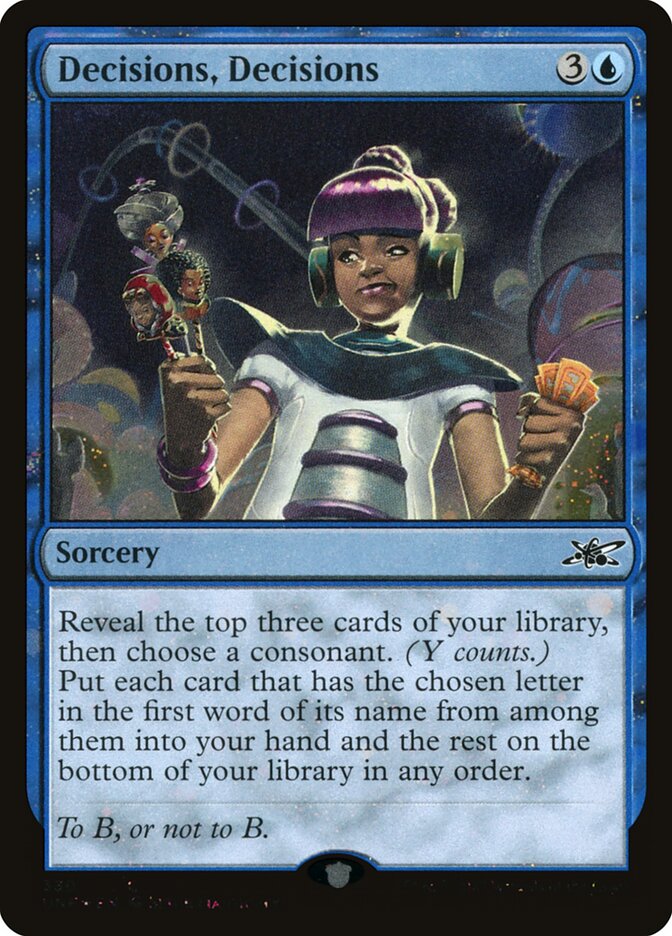 Decisions, Decisions
3
Sorcery
Reveal the top three cards of your library,
then choose a consonant. (Y counts.)
Put each card that has the chosen letter
in the first word of its name from among
them into your hand and the rest on the
bottom of your library in any order.
To B, or not to B.